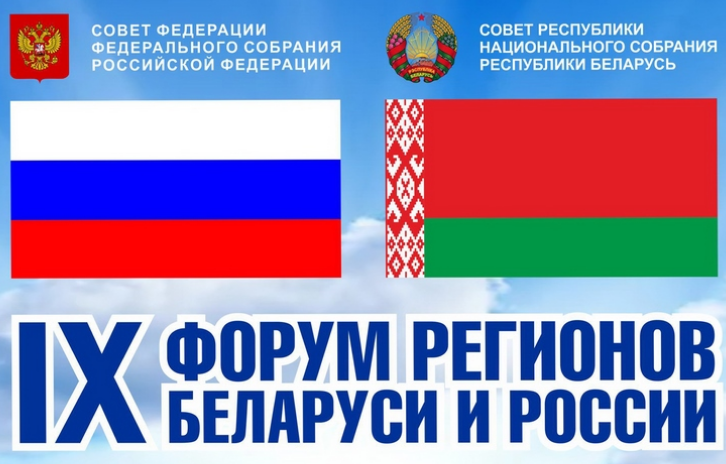 СОВЕТ ФЕДЕРАЦИИ
ФЕДЕРАЛЬНОГО СОБРАНИЯ
РОССИЙСКОЙ ФЕДЕРАЦИИ
СОВЕТ РЕСПУБЛИКИ
НАЦИОНАЛЬНОГО СОБРАНИЯ
РЕСПУБЛИКИ БЕЛАРУСЬ
IX ФОРУМ РЕГИОНОВ
БЕЛАРУСИ И РОССИИ